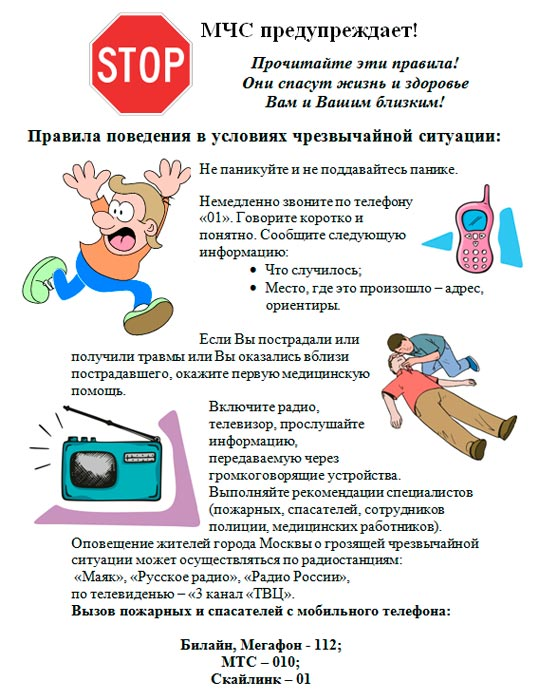 STOP
МЧС предупреждает!
Прочитайте эти правила!
Они спасут жизнь и здоровье
Вам и Вашим близким!
Правила поведения в условиях чрезвычайной ситуации:
Не паникуйте и не поддавайтесь панике.
Немедленно звоните по телефону
«01». Говорите коротко и
понятно. Сообщите следующую
информацию:
• Что случилось;
• Место, где это произошло – адрес,
ориентиры.
Если Вы пострадали или
получили травмы или Вы оказались вблизи
пострадавшего, окажите первую медицинскую
помощь.
Включите радио,
телевизор, прослушайте
информацию,
передаваемую через
громкоговорящие устройства.
Выполняйте рекомендации специалистов
(пожарных, спасателей, сотрудников
полиции, медицинских работников).
Оповещение жителей города Москвы о грозящей чрезвычайной
ситуации может осуществляться по радиостанциям:
«Маяк», «Русское радио», «Радио России»,
по телевиденью – «3 канал «ТВЦ».
Вызов пожарных и спасателей с мобильного телефона:
Билайн, Мегафон - 112;
МТС – 010;
Скайлинк – 01